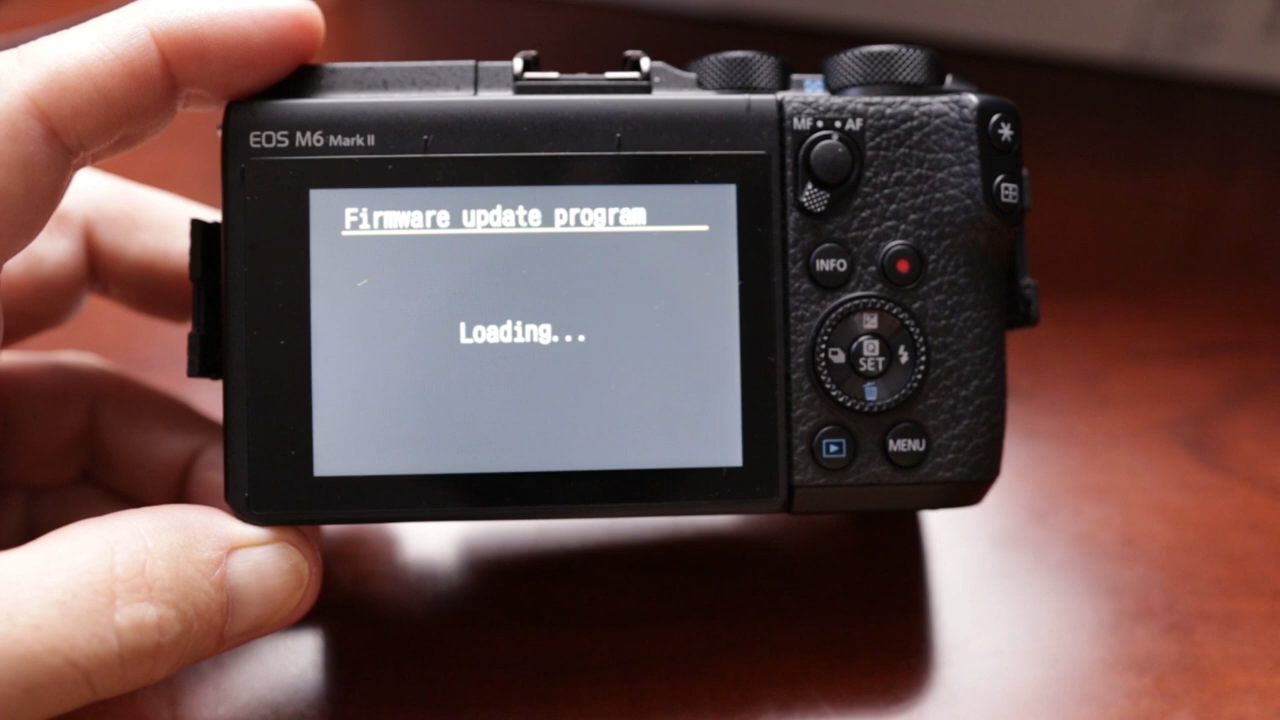 EOS M6 Mark II
MF AF
Firmware update program
INFO
Loading...
Q
SET
MENU